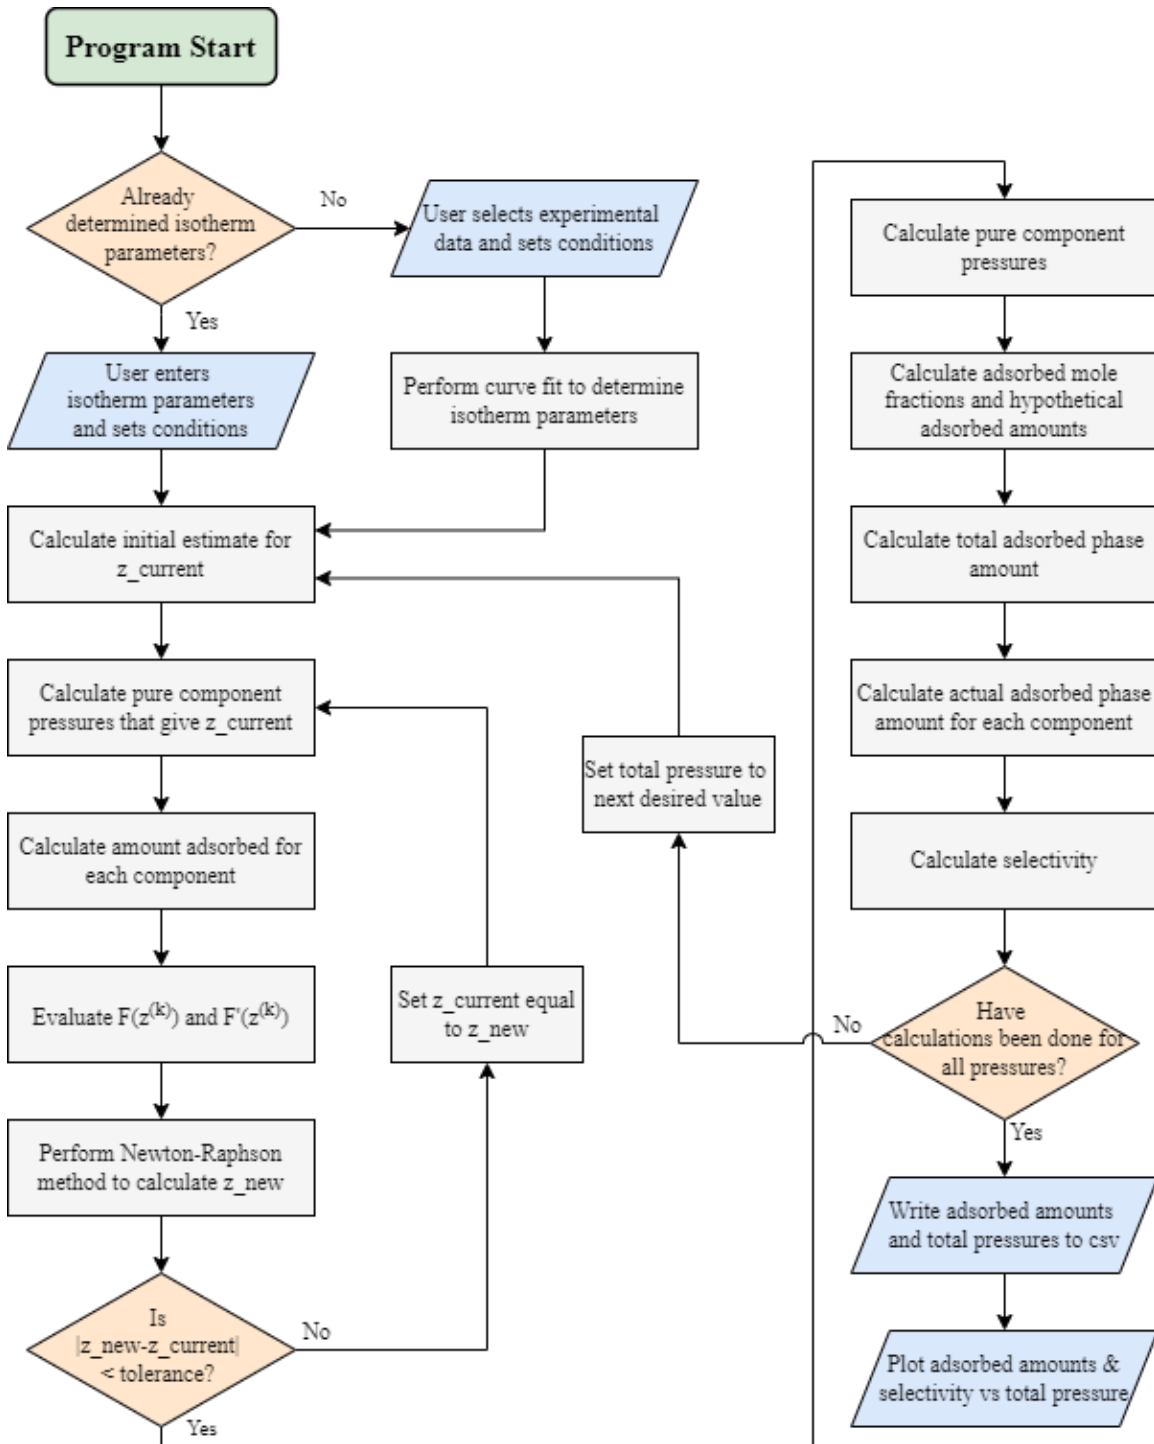 Program Start
Already
determined isotherm
parameters?
No
User selects experimental
data and sets conditions
Yes
User enters
isotherm parameters
and sets conditions
Perform curve fit to determine
isotherm parameters
Calculate initial estimate for
z_current
Calculate pure component
pressures that give z_current
Calculate amount adsorbed for
each component
Evaluate F(z^(k)) and F'(z^(k))
Set z_current equal
to z_new
Perform Newton-Raphson
method to calculate z_new
Is
|z_new-z_current|
< tolerance?
No
Yes
Set total pressure to
next desired value
Calculate pure component
pressures
Calculate adsorbed mole
fractions and hypothetical
adsorbed amounts
Calculate total adsorbed phase
amount
Calculate actual adsorbed phase
amount for each component
Calculate selectivity
Have
calculations been done for
all pressures?
No
Yes
Write adsorbed amounts
and total pressures to csv
Plot adsorbed amounts &
selectivity vs total pressure